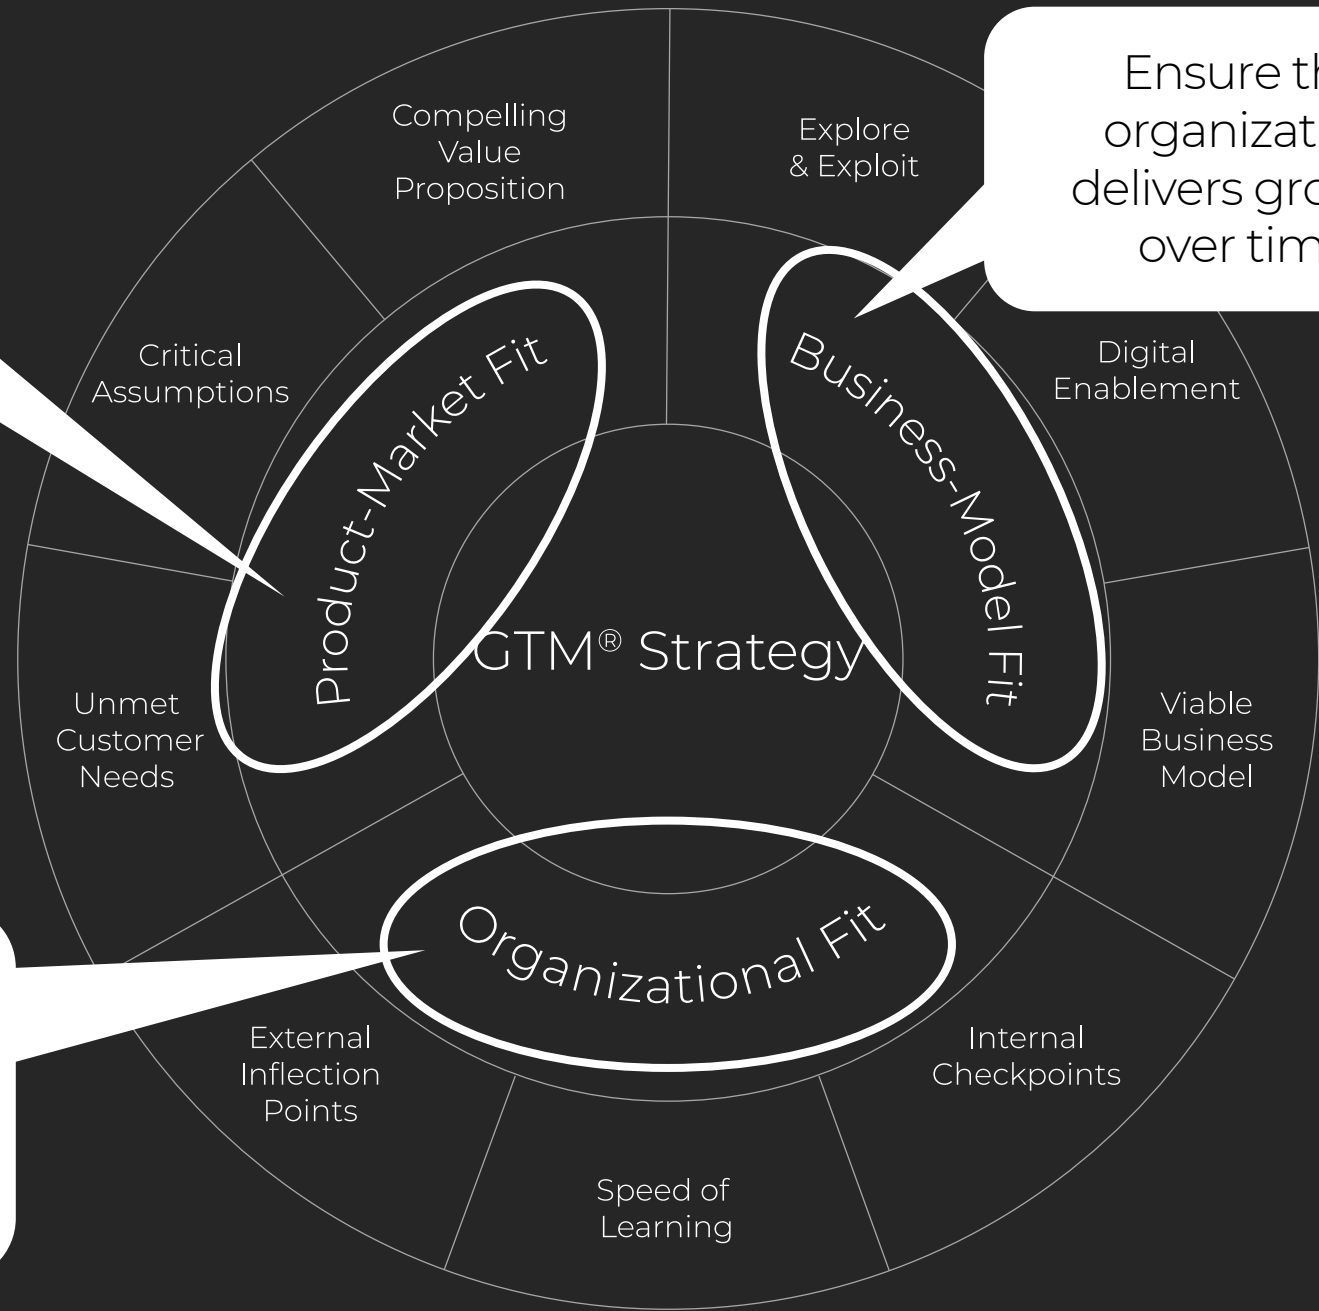 Compelling
Value
Proposition
Explore
& Exploit
Ensure
organizat
delivers gro
over tim
Critical
Assumptions
Digital
Enablement
Product-Market Fit
Business-Model Fit
GTM® Strategy
Unmet
Customer
Needs
Viable
Business
Model
Organizational Fit
External
Inflection
Points
Internal
Checkpoints
Speed of
Learning